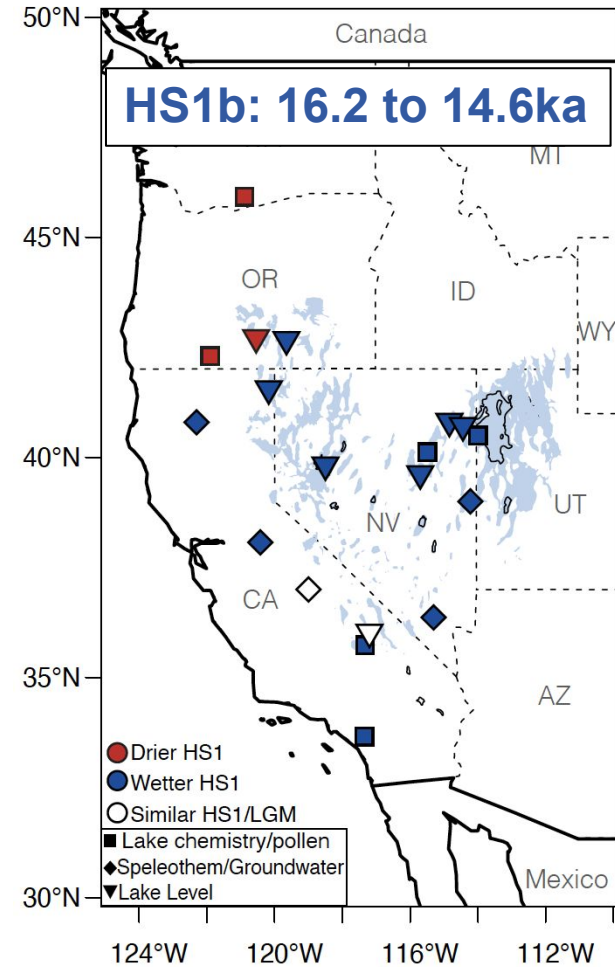 50°N
Canada
HS1b: 16.2 to 14.6ka
MT
45°N
OR
ID
WY
40°N
NV
UT
CA
35°N
AZ
Drier HS1
Wetter HS1
Similar HS1/LGM
Lake chemistry/pollen
Speleothem/Groundwater
Lake Level
Mexico
30°N
124°W 120°W 116°W 112°W